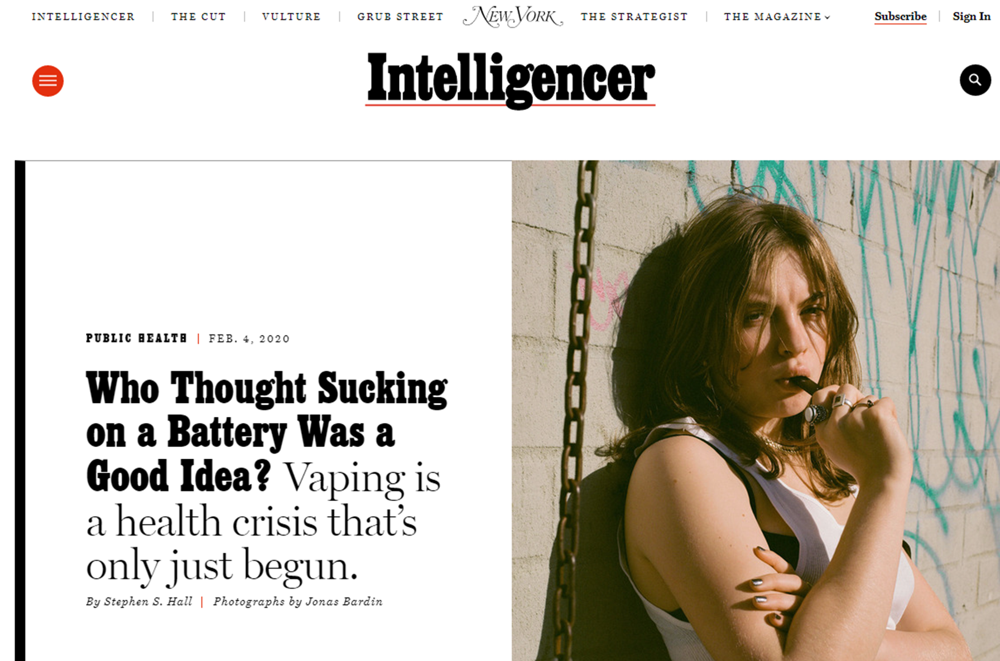 INTELLIGENCER | THE CUT | VULTURE | GRUB STREET NEW YORK THE STRATEGIST | THE MAGAZINE Subscribe | Sign In
Intelligencer
PUBLIC HEALTH | FEB. 4, 2020
Who Thought Sucking
on a Battery Was a
Good Idea? Vaping is
a health crisis that’s
only just begun.
By Stephen S. Hall | Photographs by Jonas Bardin